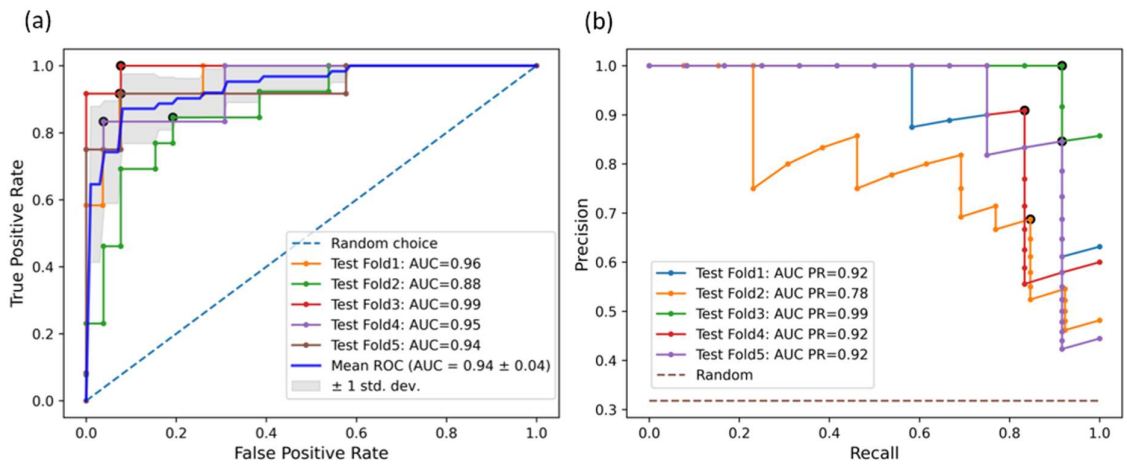 (a)
(b)
1.0
0.8
0.6
0.4
0.2
0.0
True Positive Rate
0.0
0.2
0.4
0.6
0.8
1.0
False Positive Rate
Random choice
Test Fold1: AUC=0.96
Test Fold2: AUC=0.88
Test Fold3: AUC=0.99
Test Fold4: AUC=0.95
Test Fold5: AUC=0.94
Mean ROC (AUC = 0.94 ± 0.04)
± 1 std. dev.
1.0
0.9
0.8
0.7
0.6
0.5
0.4
0.3
Precision
0.0
0.2
0.4
0.6
0.8
1.0
Recall
Test Fold1: AUC PR=0.92
Test Fold2: AUC PR=0.78
Test Fold3: AUC PR=0.99
Test Fold4: AUC PR=0.92
Test Fold5: AUC PR=0.92
Random